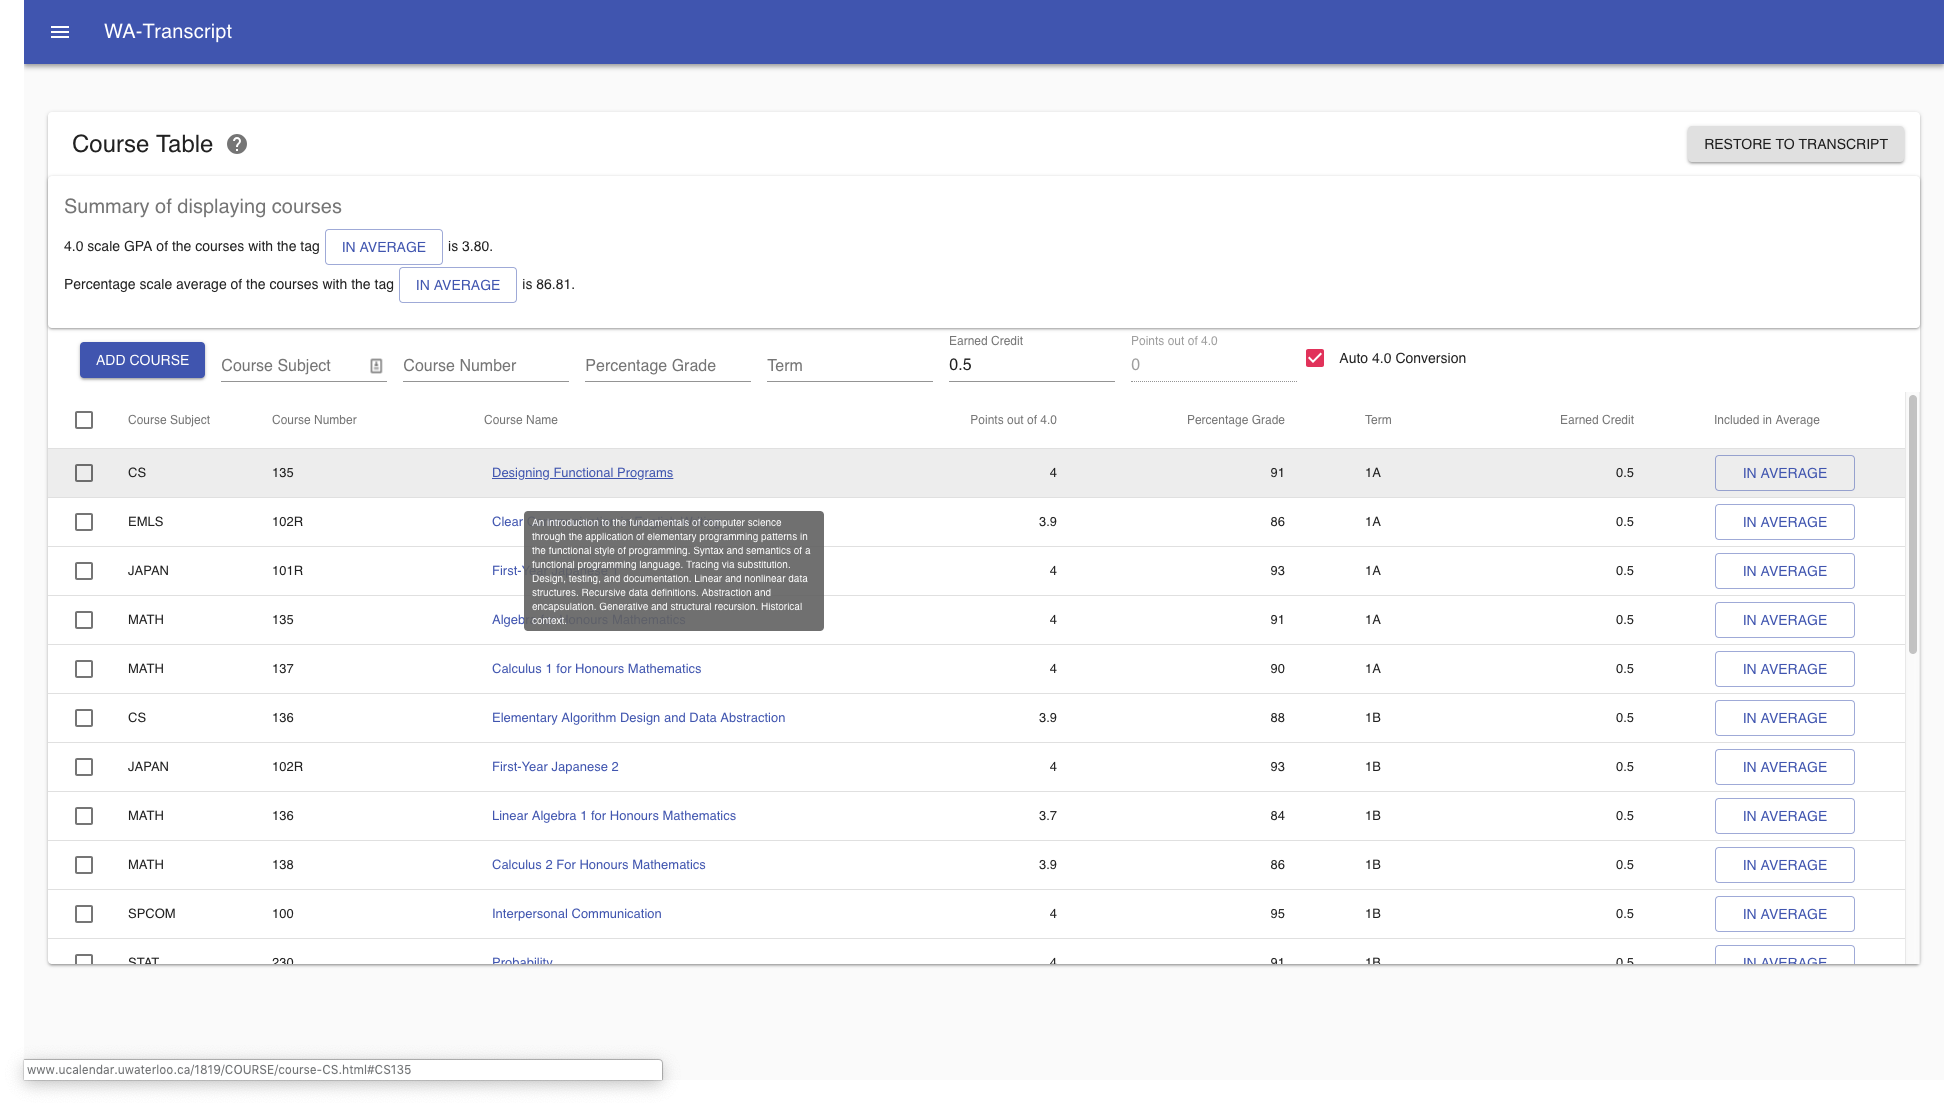 WA-Transcript
Course Table ?
RESTORE TO TRANSCRIPT
Summary of displaying courses
4.0 scale GPA of the courses with the tag IN AVERAGE is 3.80.
Percentage scale average of the courses with the tag IN AVERAGE is 86.81.
ADD COURSE Course Subject Course Number Percentage Grade Term Earned Credit 0.5 Points out of 4.0 0 Auto 4.0 Conversion
Course Subject Course Number Course Name Points out of 4.0 Percentage Grade Term Earned Credit Included in Average
CS 135 Designing Functional Programs 4 91 1A 0.5 IN AVERAGE
EMLS 102R Clear 3.9 86 1A 0.5 IN AVERAGE
An introduction to the fundamentals of computer science
through the application of elementary programming patterns in
the functional style of programming. Syntax and semantics of a
functional programming language. Tracing via substitution.
Design, testing, and documentation. Linear and nonlinear data
structures. Recursive data definitions. Abstraction and
encapsulation. Generative and structural recursion. Historical
context.
JAPAN 101R First-Year 4 93 1A 0.5 IN AVERAGE
MATH 135 Honours Mathematics 4 91 1A 0.5 IN AVERAGE
MATH 137 Calculus 1 for Honours Mathematics 4 90 1A 0.5 IN AVERAGE
CS 136 Elementary Algorithm Design and Data Abstraction 3.9 88 1B 0.5 IN AVERAGE
JAPAN 102R First-Year Japanese 2 4 93 1B 0.5 IN AVERAGE
MATH 136 Linear Algebra 1 for Honours Mathematics 3.7 84 1B 0.5 IN AVERAGE
MATH 138 Calculus 2 For Honours Mathematics 3.9 86 1B 0.5 IN AVERAGE
SPCOM 100 Interpersonal Communication 4 95 1B 0.5 IN AVERAGE
STAT 230 Probability 4 91 1B 0.5 IN AVERAGE
www.ucalendar.uwaterloo.ca/1819/COURSE/course-CS.html#CS135